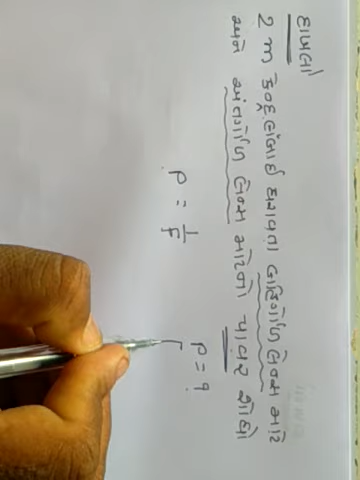 દાખલો
2 m કેન્દ્રલંબાઈ ધરાવતા બહિર્ગોળ લેન્સ માટે
અને અંતર્ગોળ લેન્સ માટેનો પાવર શોધો
P = 1/F
P = ?